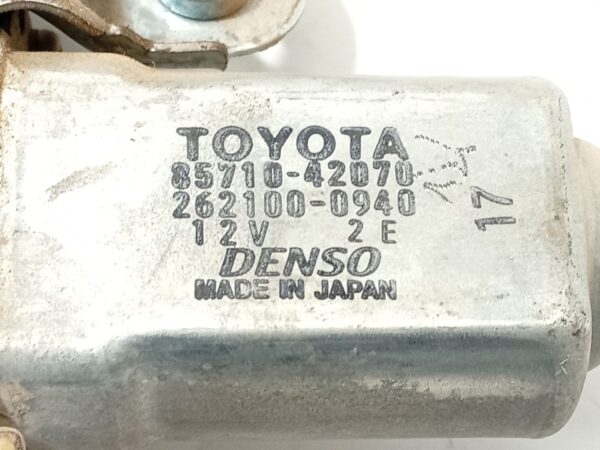 TOYOTA
85710-42070
262100-0940
12V 2E
DENSO
MADE IN JAPAN
17